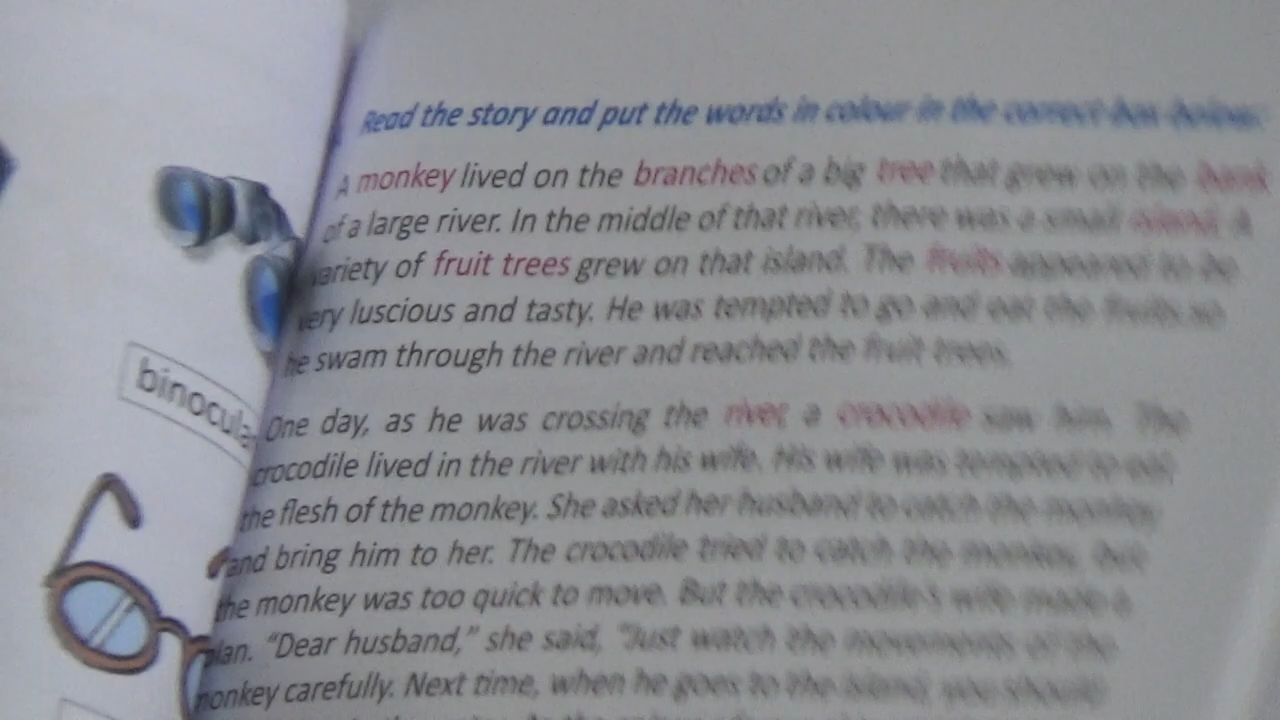 Read the story and put the words in colour in the correct box below:
A monkey lived on the branches of a big tree that grew on the bank
of a large river. In the middle of that river, there was a small island. A
variety of fruit trees grew on that island. The fruits appeared to be
very luscious and tasty. He was tempted to go and eat the fruits so
he swam through the river and reached the fruit trees.
One day, as he was crossing the river, a crocodile saw him. The
crocodile lived in the river with his wife. His wife was tempted to eat
the flesh of the monkey. She asked her husband to catch the monkey
and bring him to her. The crocodile tried to catch the monkey, but
the monkey was too quick to move. But the crocodile's wife made a
plan. "Dear husband," she said, "Just watch the movements of the
monkey carefully. Next time, when he goes to the island, you should
binocula